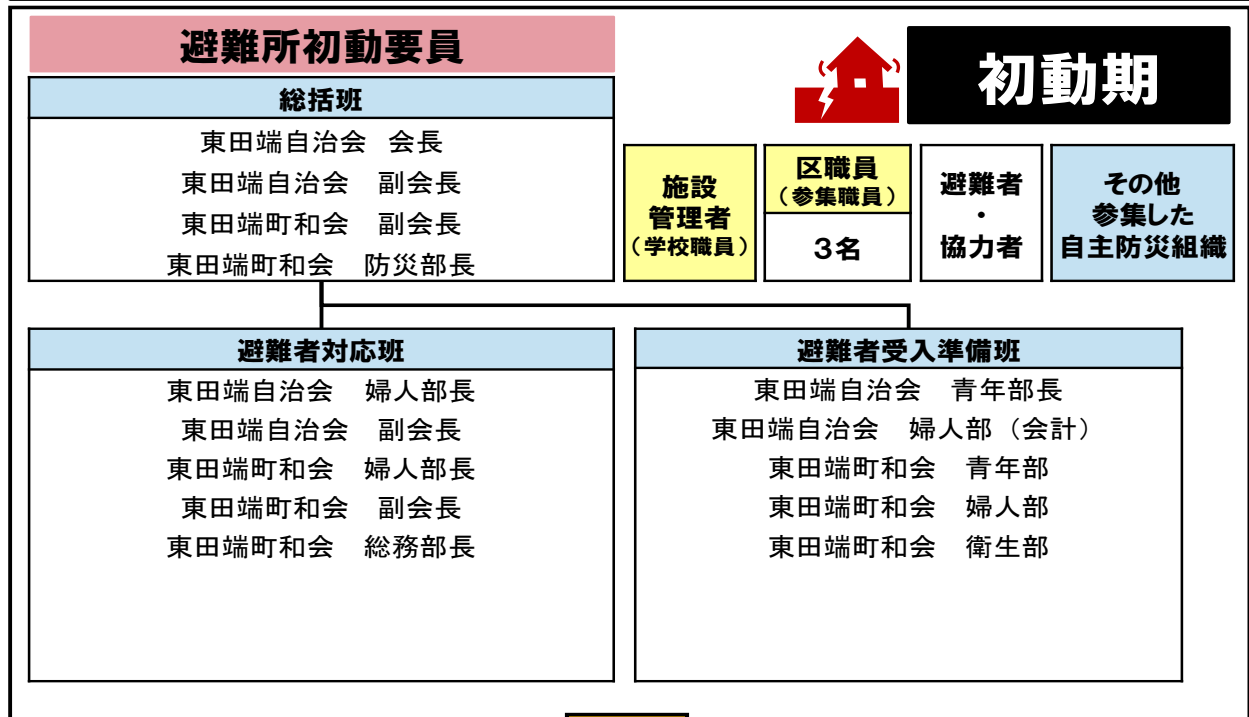 避難所初動要員
初動期
総括班
東田端自治会 会長
東田端自治会 副会長
東田端町和会 副会長
東田端町和会 防災部長
施設
管理者
（学校職員）
区職員
（参集職員）
3名
避難者
・
協力者
その他
参集した
自主防災組織
避難者対応班
東田端自治会 婦人部長
東田端自治会 副会長
東田端町和会 婦人部長
東田端町和会 副会長
東田端町和会 総務部長
避難者受入準備班
東田端自治会 青年部長
東田端自治会 婦人部（会計）
東田端町和会 青年部
東田端町和会 婦人部
東田端町和会 衛生部